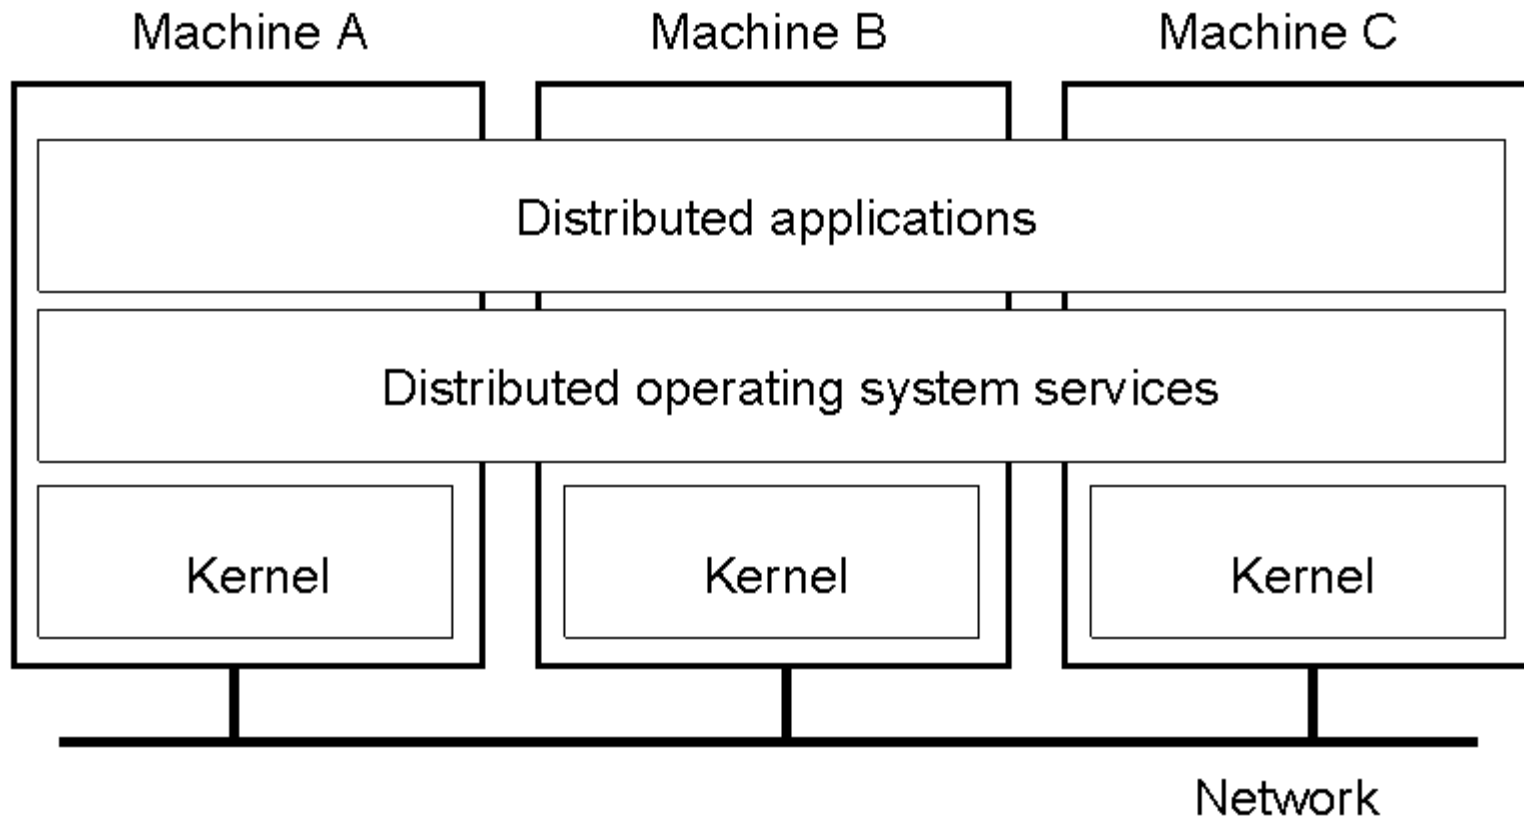 Machine A Machine B Machine C
Distributed applications
Distributed operating system services
Kernel Kernel Kernel
Network